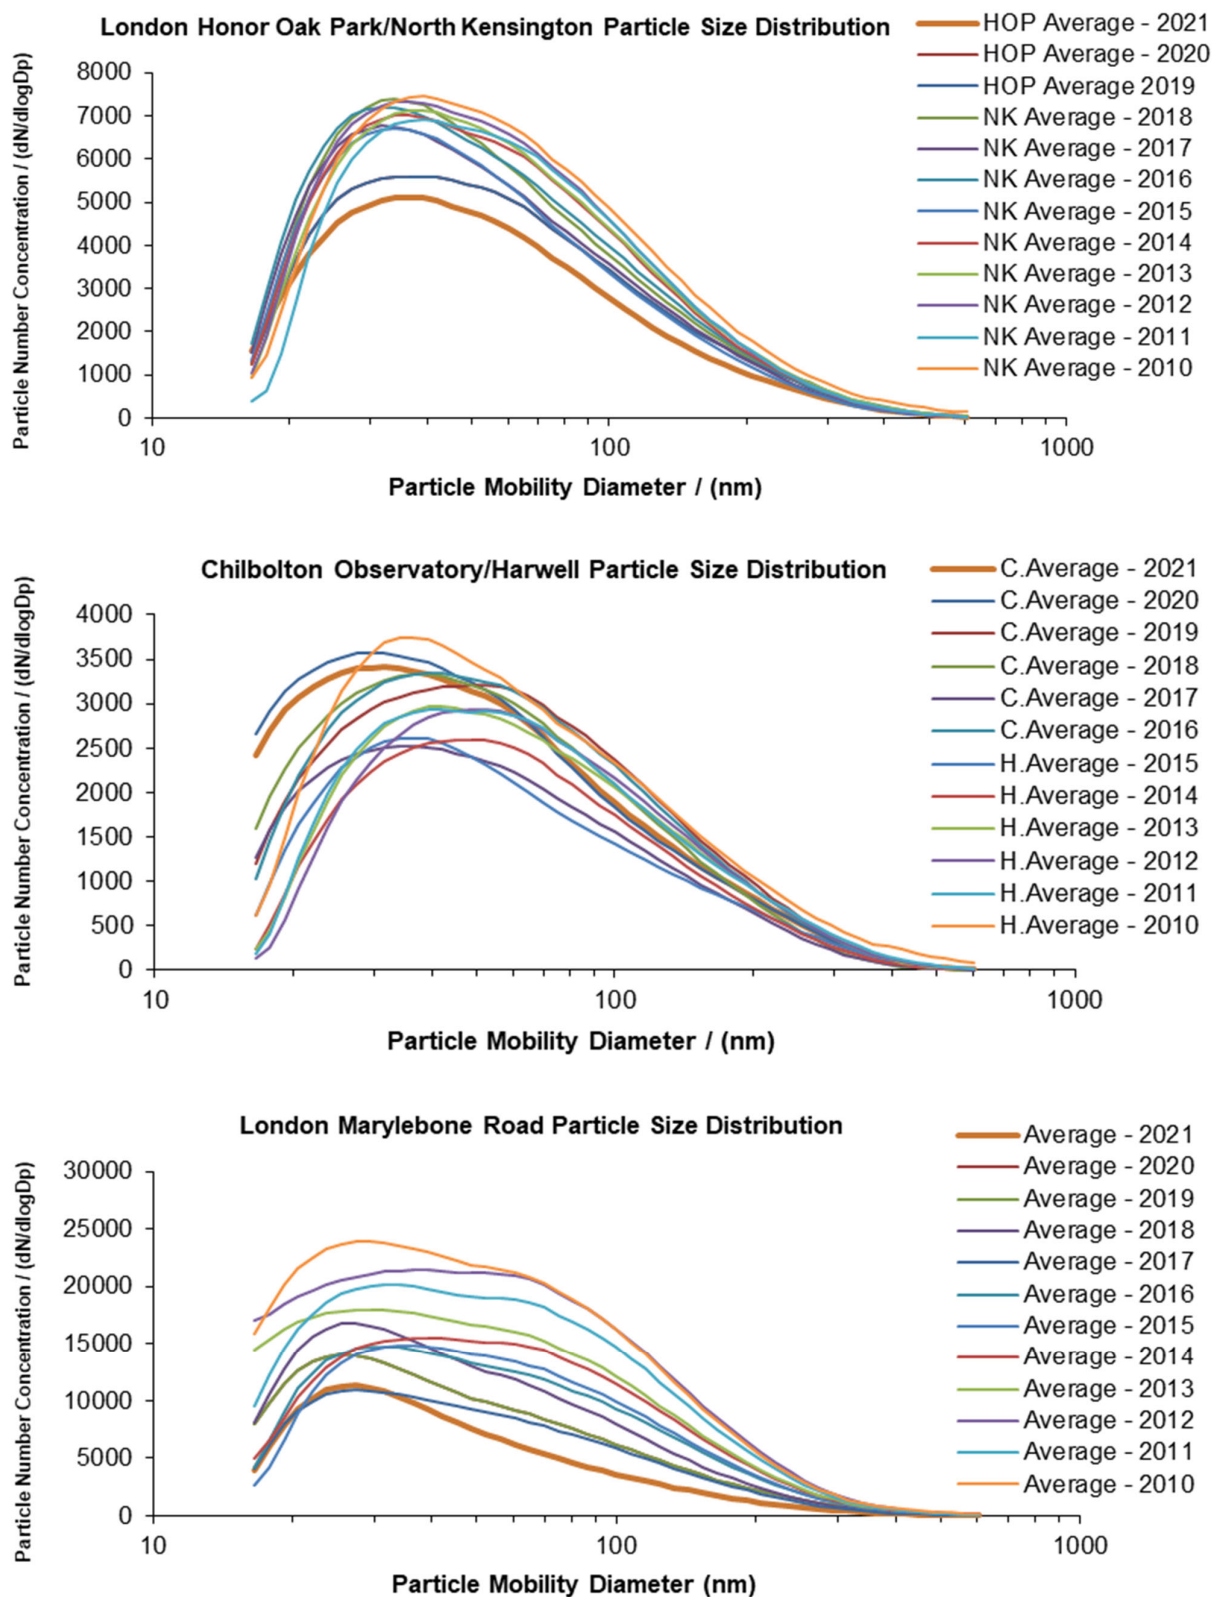 London Honor Oak Park/North Kensington Particle Size Distribution
Particle Number Concentration / (dN/dlogDp)
8000
7000
6000
5000
4000
3000
2000
1000
0
10
100
1000
Particle Mobility Diameter / (nm)
HOP Average - 2021
HOP Average - 2020
HOP Average 2019
NK Average - 2018
NK Average - 2017
NK Average - 2016
NK Average - 2015
NK Average - 2014
NK Average - 2013
NK Average - 2012
NK Average - 2011
NK Average - 2010
Chilbolton Observatory/Harwell Particle Size Distribution
Particle Number Concentration / (dN/dlogDp)
4000
3500
3000
2500
2000
1500
1000
500
0
10
100
1000
Particle Mobility Diameter / (nm)
C.Average - 2021
C.Average - 2020
C.Average - 2019
C.Average - 2018
C.Average - 2017
C.Average - 2016
H.Average - 2015
H.Average - 2014
H.Average - 2013
H.Average - 2012
H.Average - 2011
H.Average - 2010
London Marylebone Road Particle Size Distribution
Particle Number Concentration / (dN/dlogDp)
30000
25000
20000
15000
10000
5000
0
10
100
1000
Particle Mobility Diameter (nm)
Average - 2021
Average - 2020
Average - 2019
Average - 2018
Average - 2017
Average - 2016
Average - 2015
Average - 2014
Average - 2013
Average - 2012
Average - 2011
Average - 2010